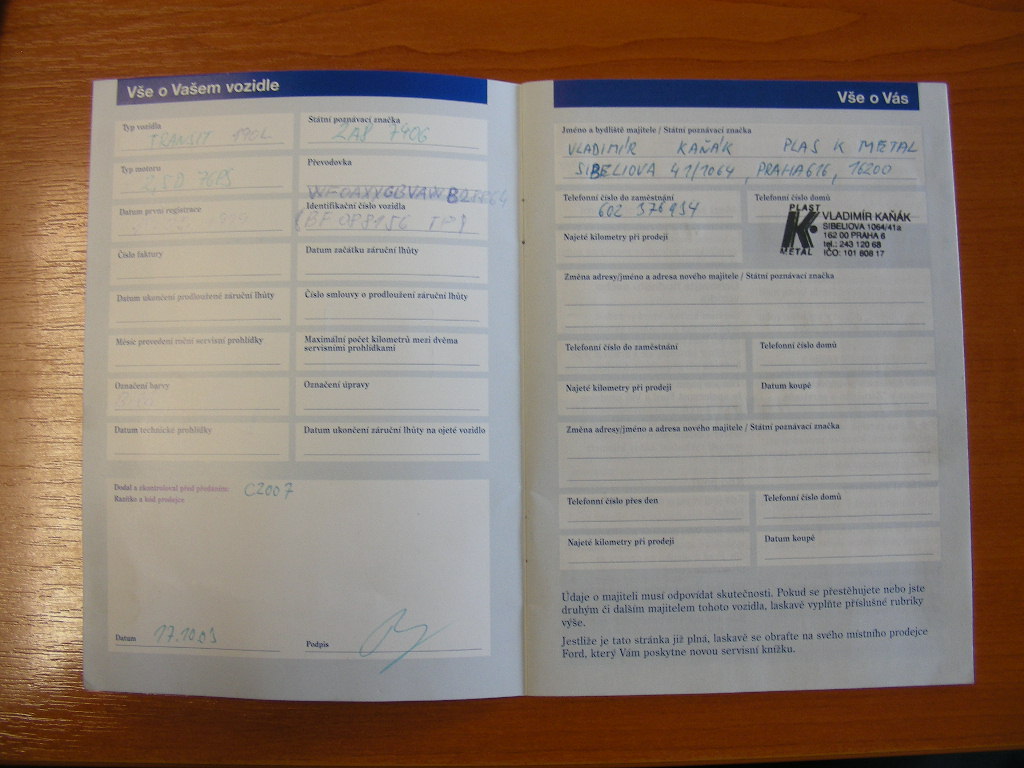 Vše o Vašem vozidle
Typ vozidla
TRANSIT 190L
Státní poznávací značka
2A8 7406
Typ motoru
Převodovka
Datum první registrace
Identifikační číslo vozidla
Číslo faktury
Datum začátku záruční lhůty
Datum ukončení prodloužené záruční lhůty
Číslo smlouvy o prodloužení záruční lhůty
Měsíc provedení roční servisní prohlídky
Maximální počet kilometrů mezi dvěma
servisními prohlídkami
Označení barvy
Označení úpravy
Datum technické prohlídky
Datum ukončení záruční lhůty na ojeté vozidlo
Dodal a zkontroloval před předáním:
Razítko a kód prodejce
C2007
Datum 17.10.03
Podpis
Vše o Vás
Jméno a bydliště majitele / Státní poznávací značka
VLADIMÍR KAŇÁK PLAS K METAL
SIBELIOVA 41/1064, PRAHA 616, 16200
Telefonní číslo do zaměstnání
602 376934
Telefonní číslo domů
PLAST
K
METAL
VLADIMÍR KAŇÁK
SIBELIOVA 1064/41a
162 00 PRAHA 6
tel.: 243 120 68
IČO: 101 808 17
Najeté kilometry při prodeji
Změna adresy/jméno a adresa nového majitele / Státní poznávací značka
Telefonní číslo do zaměstnání
Telefonní číslo domů
Najeté kilometry při prodeji
Datum koupě
Změna adresy/jméno a adresa nového majitele / Státní poznávací značka
Telefonní číslo přes den
Telefonní číslo domů
Najeté kilometry při prodeji
Datum koupě
Údaje o majiteli musí odpovídat skutečnosti. Pokud se přestěhujete nebo jste
druhým či dalším majitelem tohoto vozidla, laskavě vyplňte příslušné rubriky
výše.
Jestliže je tato stránka již plná, laskavě se obraťte na svého místního prodejce
Ford, který Vám poskytne novou servisní knížku.